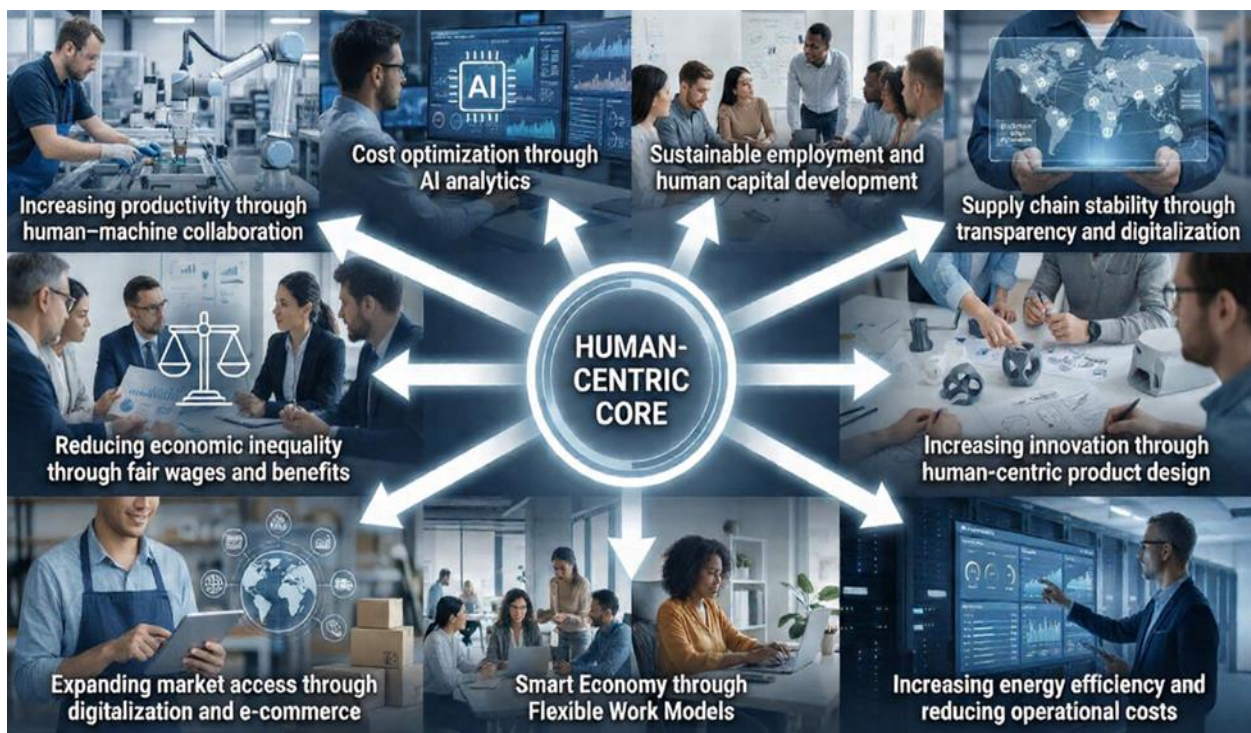 AI
Cost optimization through
AI analytics
Sustainable employment and
human capital development
Increasing productivity through
human–machine collaboration
Supply chain stability through
transparency and digitalization
HUMAN-
CENTRIC
CORE
Reducing economic inequality
through fair wages and benefits
Increasing innovation through
human-centric product design
Expanding market access through
digitalization and e-commerce
Smart Economy through
Flexible Work Models
Increasing energy efficiency and
reducing operational costs